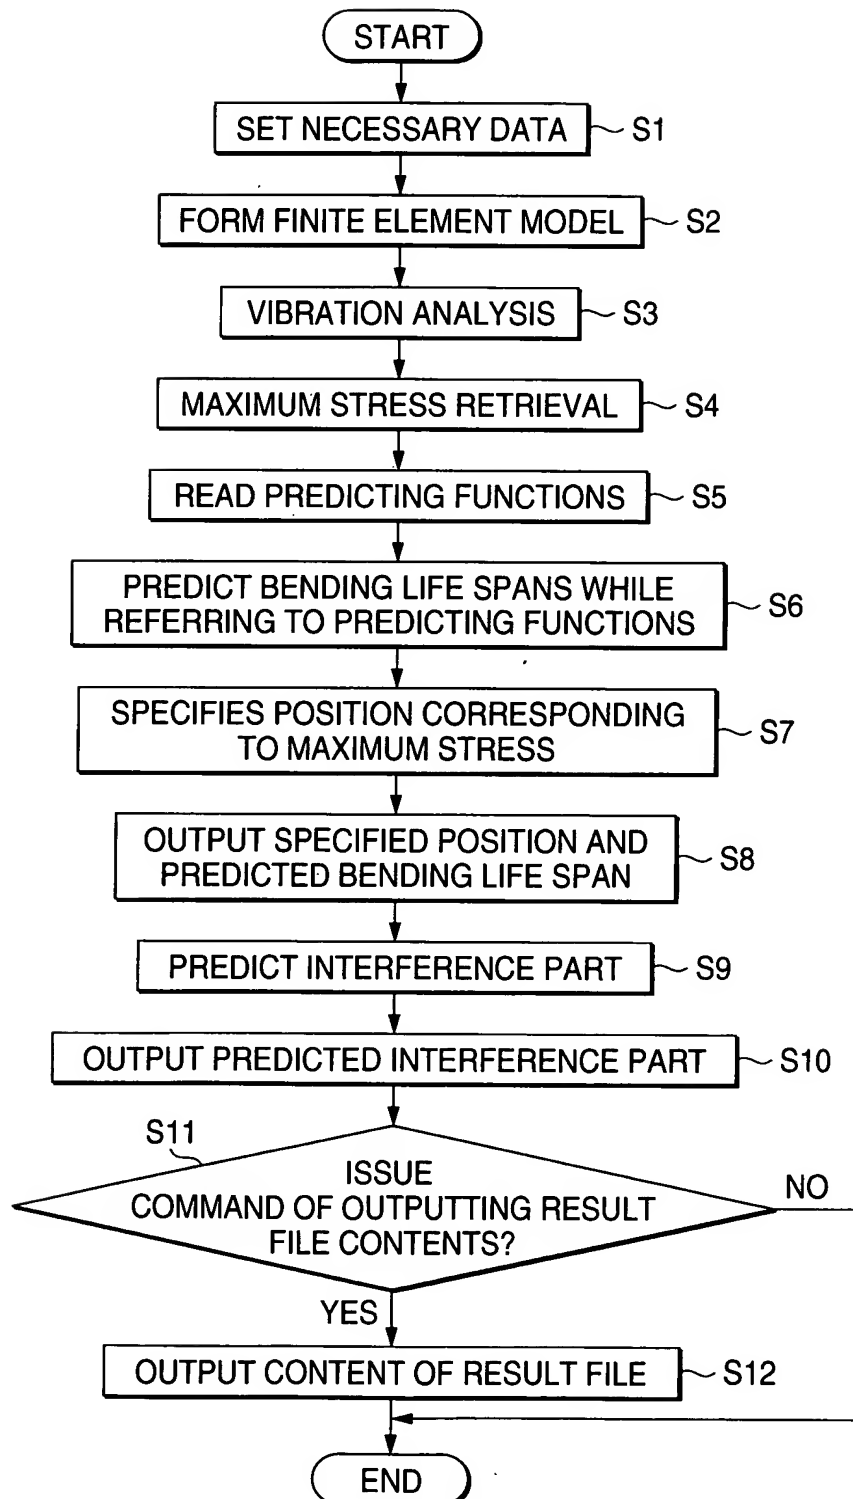 START
SET NECESSARY DATA S1
FORM FINITE ELEMENT MODEL S2
VIBRATION ANALYSIS S3
MAXIMUM STRESS RETRIEVAL S4
READ PREDICTING FUNCTIONS S5
PREDICT BENDING LIFE SPANS WHILE
REFERRING TO PREDICTING FUNCTIONS S6
SPECIFIES POSITION CORRESPONDING
TO MAXIMUM STRESS S7
OUTPUT SPECIFIED POSITION AND
PREDICTED BENDING LIFE SPAN S8
PREDICT INTERFERENCE PART S9
OUTPUT PREDICTED INTERFERENCE PART S10
S11
ISSUE
COMMAND OF OUTPUTTING RESULT
FILE CONTENTS?
NO
YES
OUTPUT CONTENT OF RESULT FILE S12
END